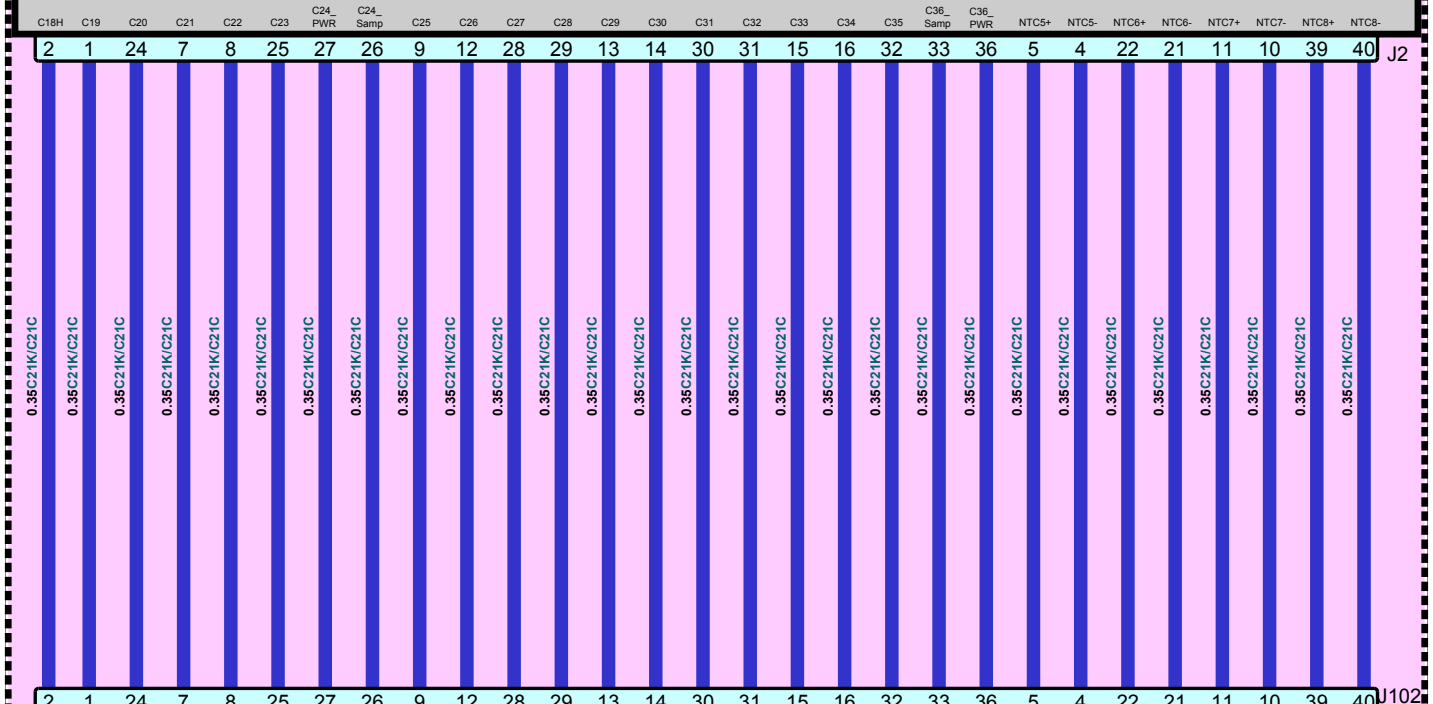 C24_ C24_ C36_ C36_
C18H C19 C20 C21 C22 C23 PWR Samp C25 C26 C27 C28 C29 C30 C31 C32 C33 C34 C35 Samp PWR NTC5+ NTC5- NTC6+ NTC6- NTC7+ NTC7- NTC8+ NTC8-
2 1 24 7 8 25 27 26 9 12 28 29 13 14 30 31 15 16 32 33 36 5 4 22 21 11 10 39 40 J2
0.35C21K/C21C 0.35C21K/C21C 0.35C21K/C21C 0.35C21K/C21C 0.35C21K/C21C 0.35C21K/C21C 0.35C21K/C21C 0.35C21K/C21C 0.35C21K/C21C 0.35C21K/C21C 0.35C21K/C21C 0.35C21K/C21C 0.35C21K/C21C 0.35C21K/C21C 0.35C21K/C21C 0.35C21K/C21C 0.35C21K/C21C 0.35C21K/C21C 0.35C21K/C21C 0.35C21K/C21C 0.35C21K/C21C 0.35C21K/C21C 0.35C21K/C21C 0.35C21K/C21C 0.35C21K/C21C 0.35C21K/C21C 0.35C21K/C21C 0.35C21K/C21C 0.35C21K/C21C
2 1 24 7 8 25 27 26 9 12 28 29 13 14 30 31 15 16 32 33 36 5 4 22 21 11 10 39 40 J102